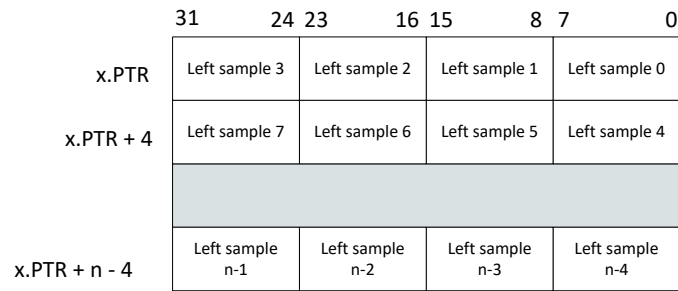 31 24 23 16 15 8 7 0
x.PTR Left sample 3 Left sample 2 Left sample 1 Left sample 0
x.PTR + 4 Left sample 7 Left sample 6 Left sample 5 Left sample 4
x.PTR + n - 4 Left sample n-1 Left sample n-2 Left sample n-3 Left sample n-4